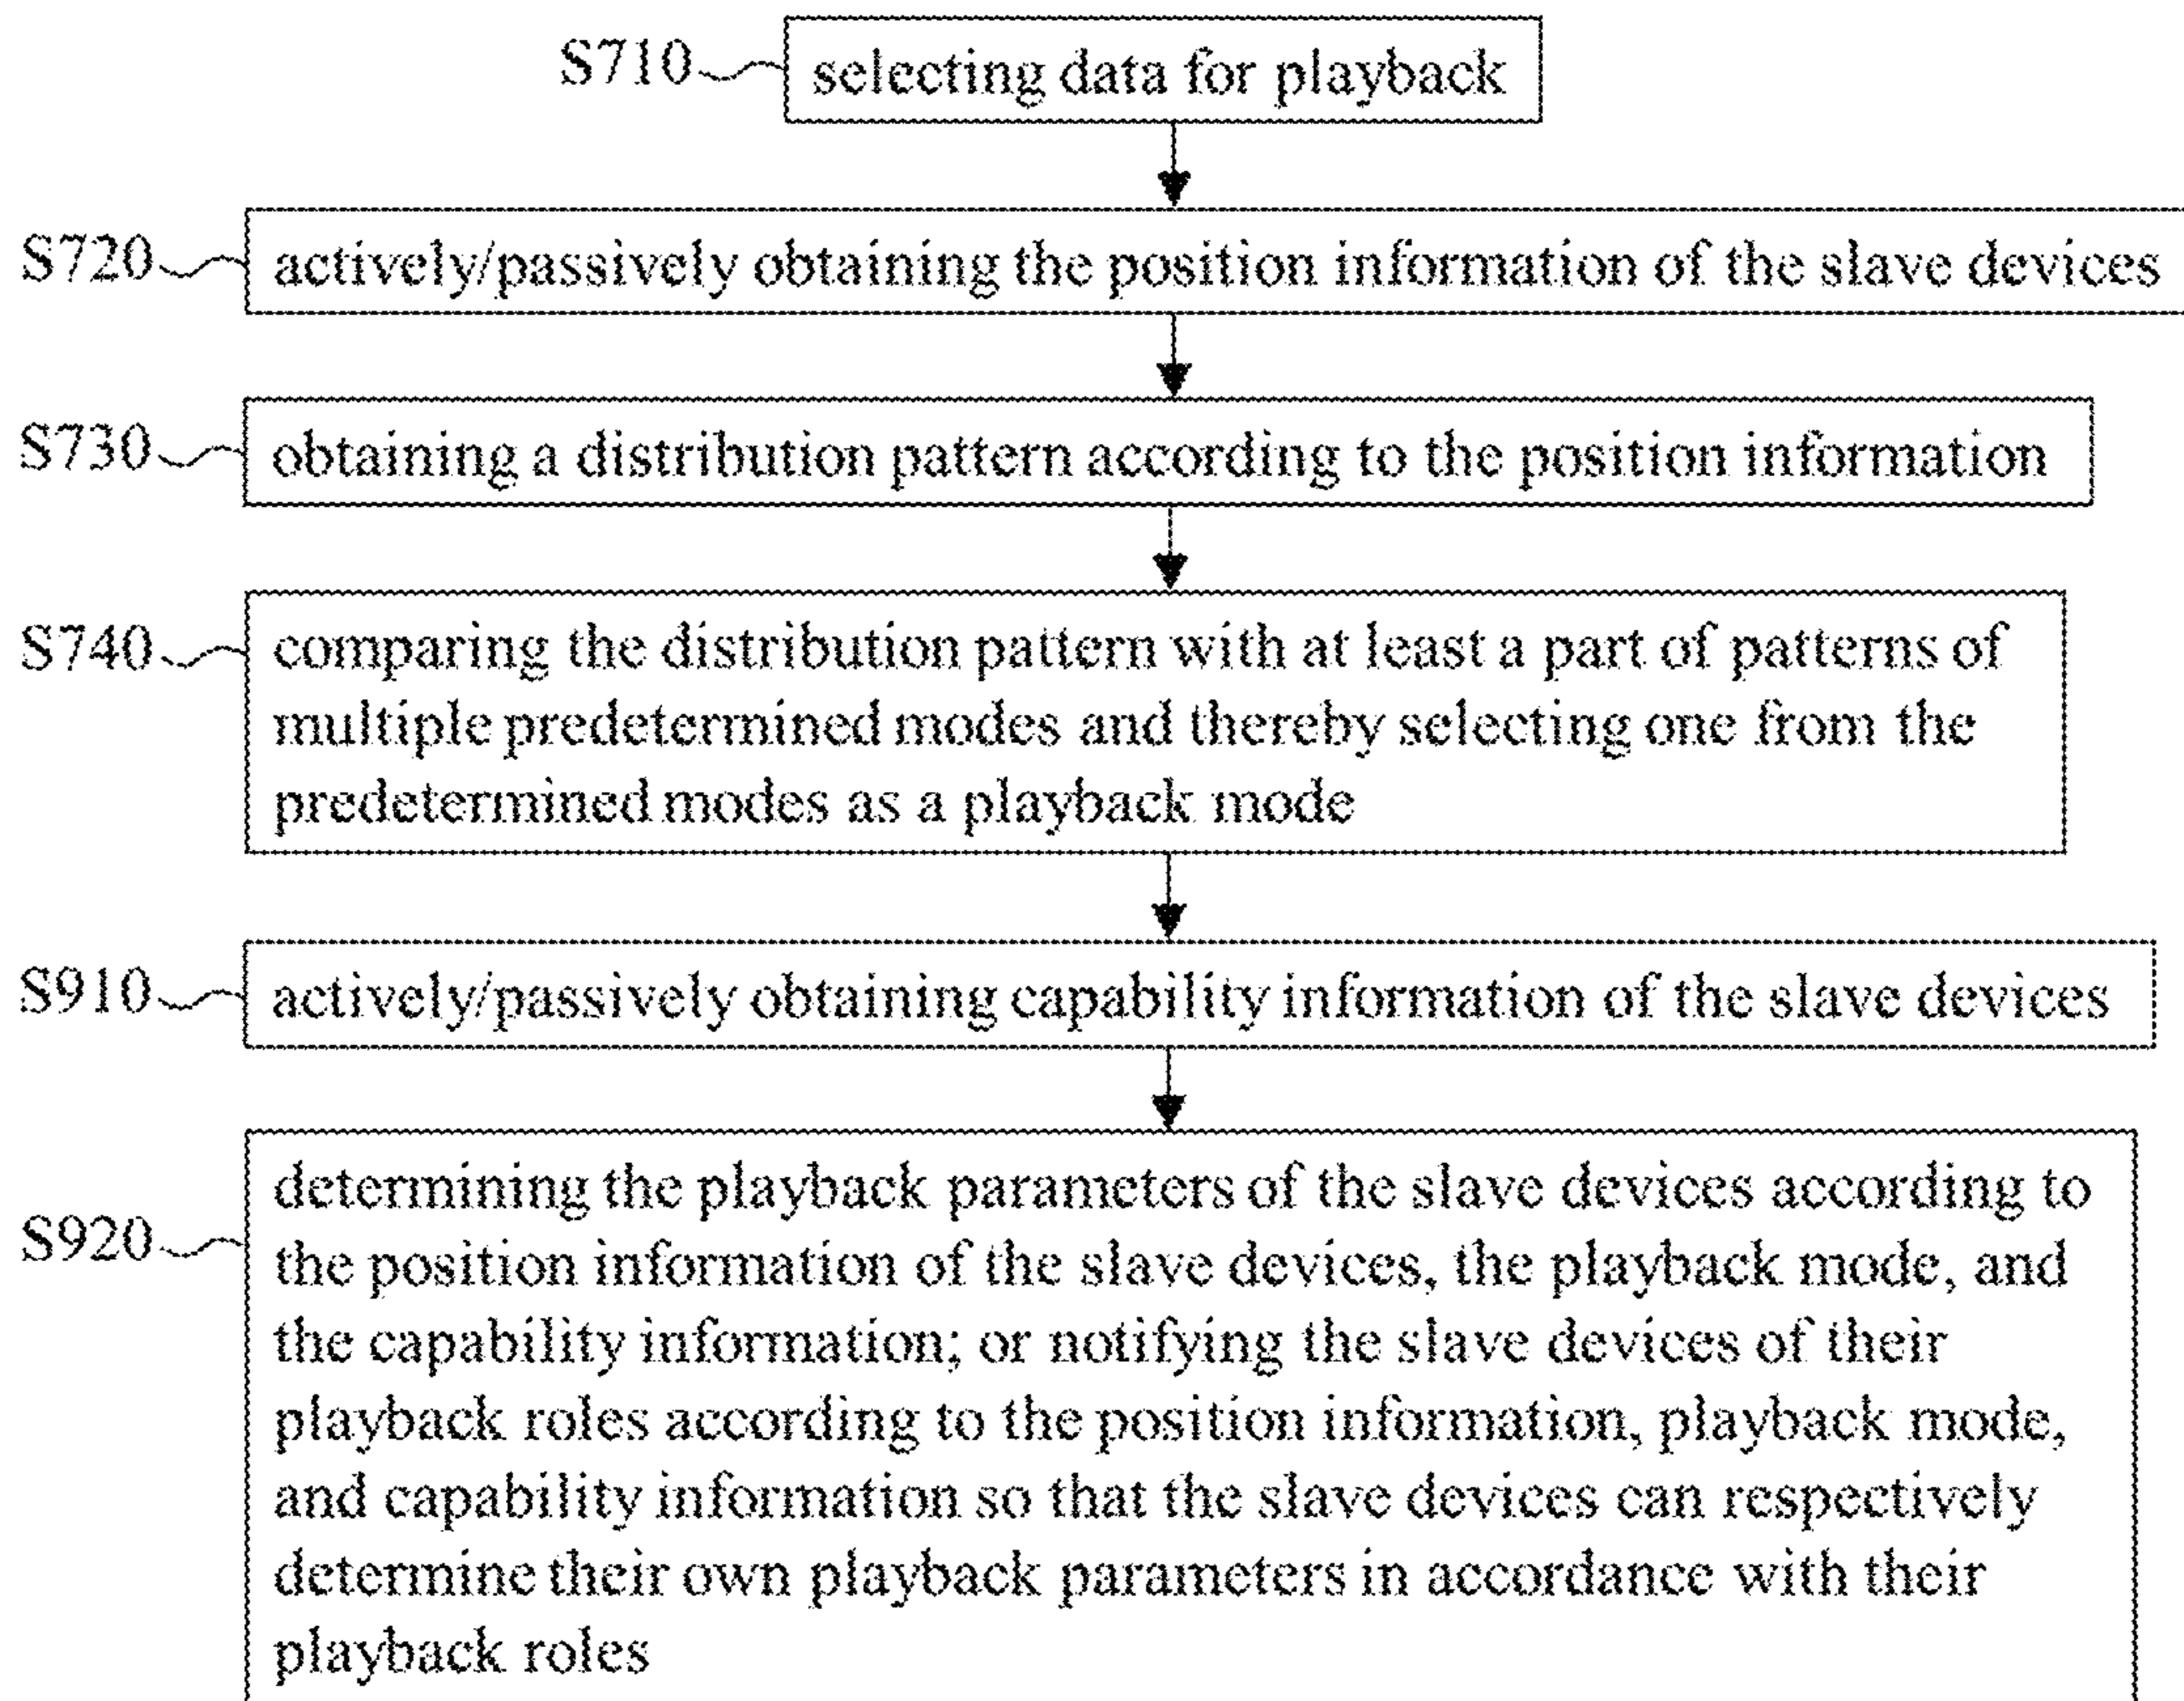 S710 selecting data for playback
S720 actively/passively obtaining the position information of the slave devices
S730 obtaining a distribution pattern according to the position information
S740 comparing the distribution pattern with at least a part of patterns of
multiple predetermined modes and thereby selecting one from the
predetermined modes as a playback mode
S910 actively/passively obtaining capability information of the slave devices
S920 determining the playback parameters of the slave devices according to
the position information of the slave devices, the playback mode, and
the capability information; or notifying the slave devices of their
playback roles according to the position information, playback mode,
and capability information so that the slave devices can respectively
determine their own playback parameters in accordance with their
playback roles